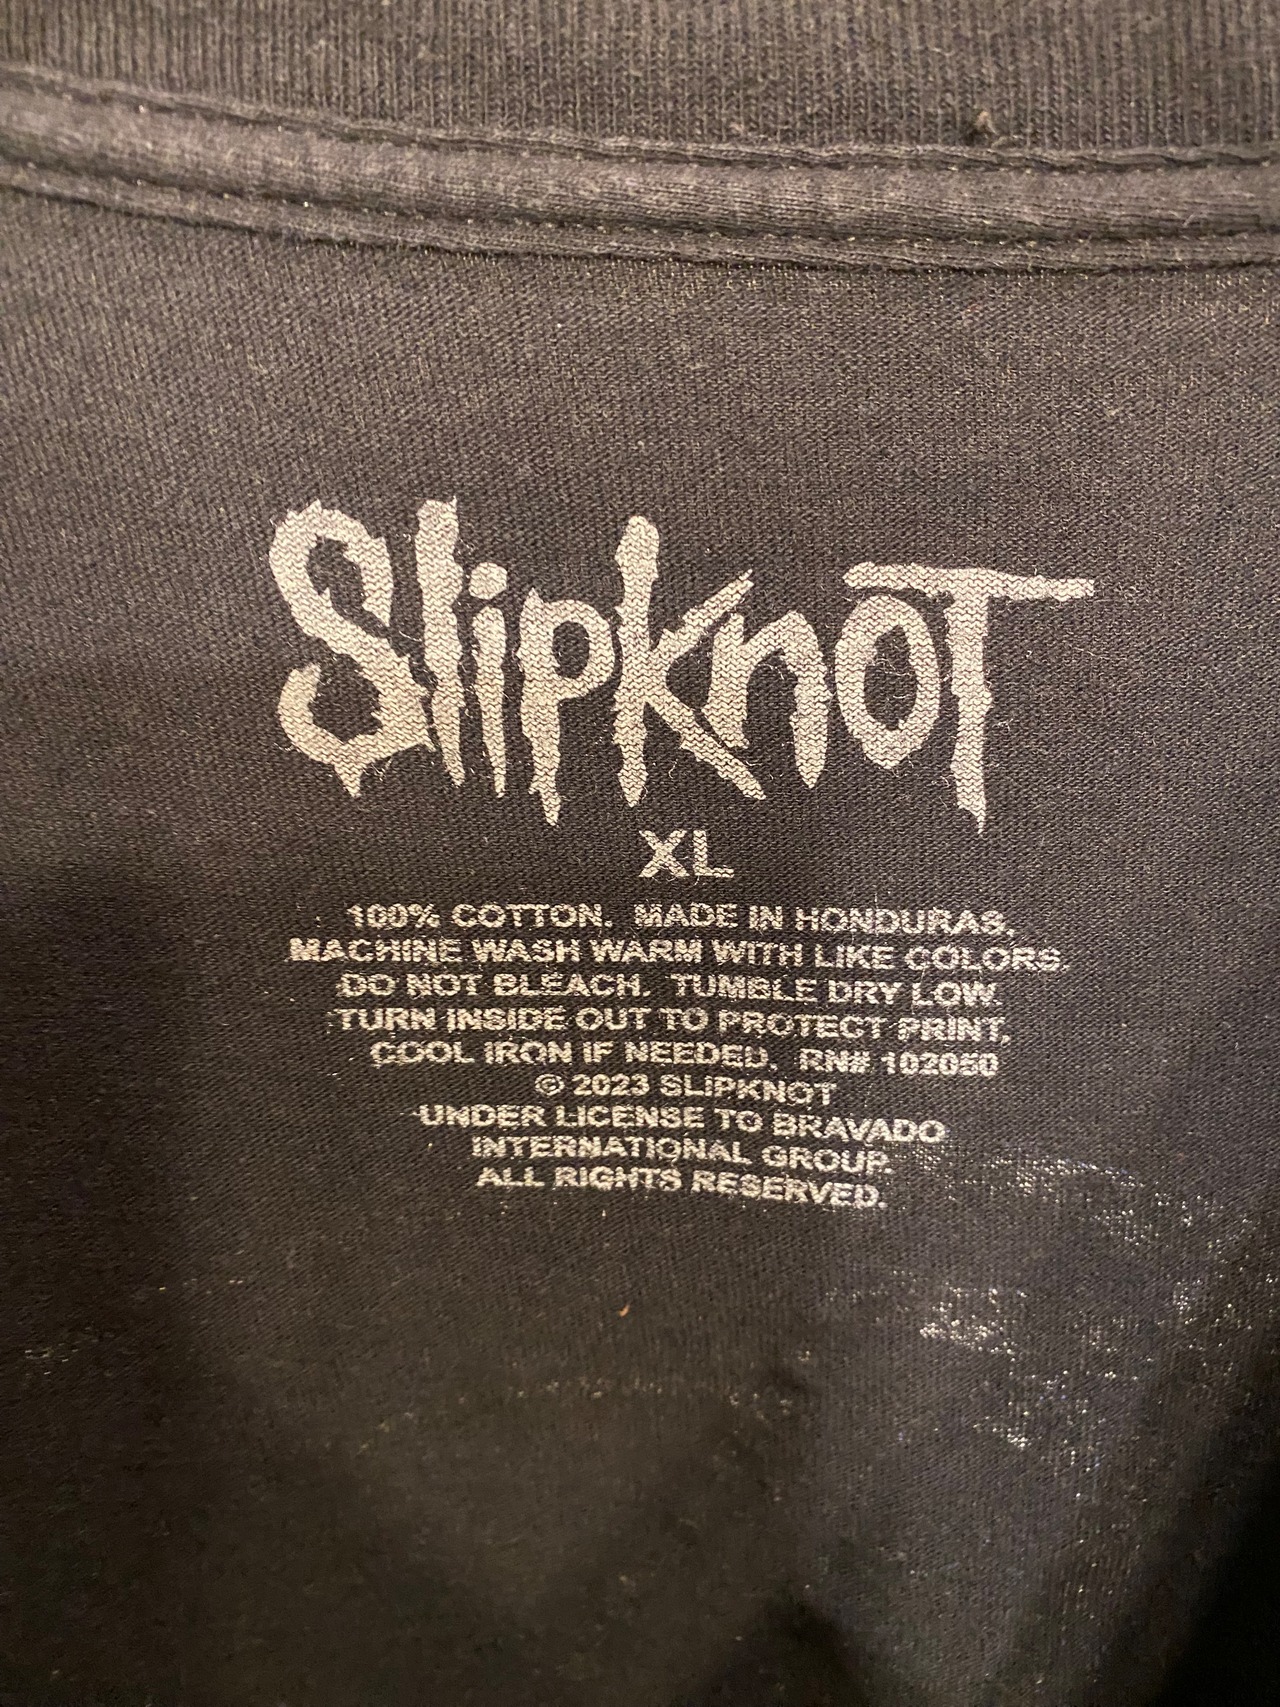 SlipknoT
XL
100% COTTON. MADE IN HONDURAS.
MACHINE WASH WARM WITH LIKE COLORS.
DO NOT BLEACH. TUMBLE DRY LOW.
TURN INSIDE OUT TO PROTECT PRINT,
COOL IRON IF NEEDED. RN# 102050
© 2023 SLIPKNOT
UNDER LICENSE TO BRAVADO
INTERNATIONAL GROUP.
ALL RIGHTS RESERVED.